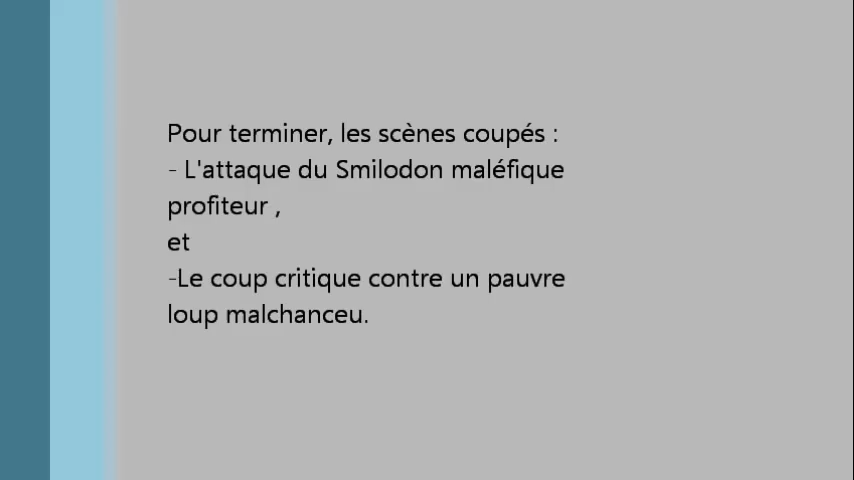 Pour terminer, les scènes coupés :
- L'attaque du Smilodon maléfique
profiteur ,
et
-Le coup critique contre un pauvre
loup malchanceu.